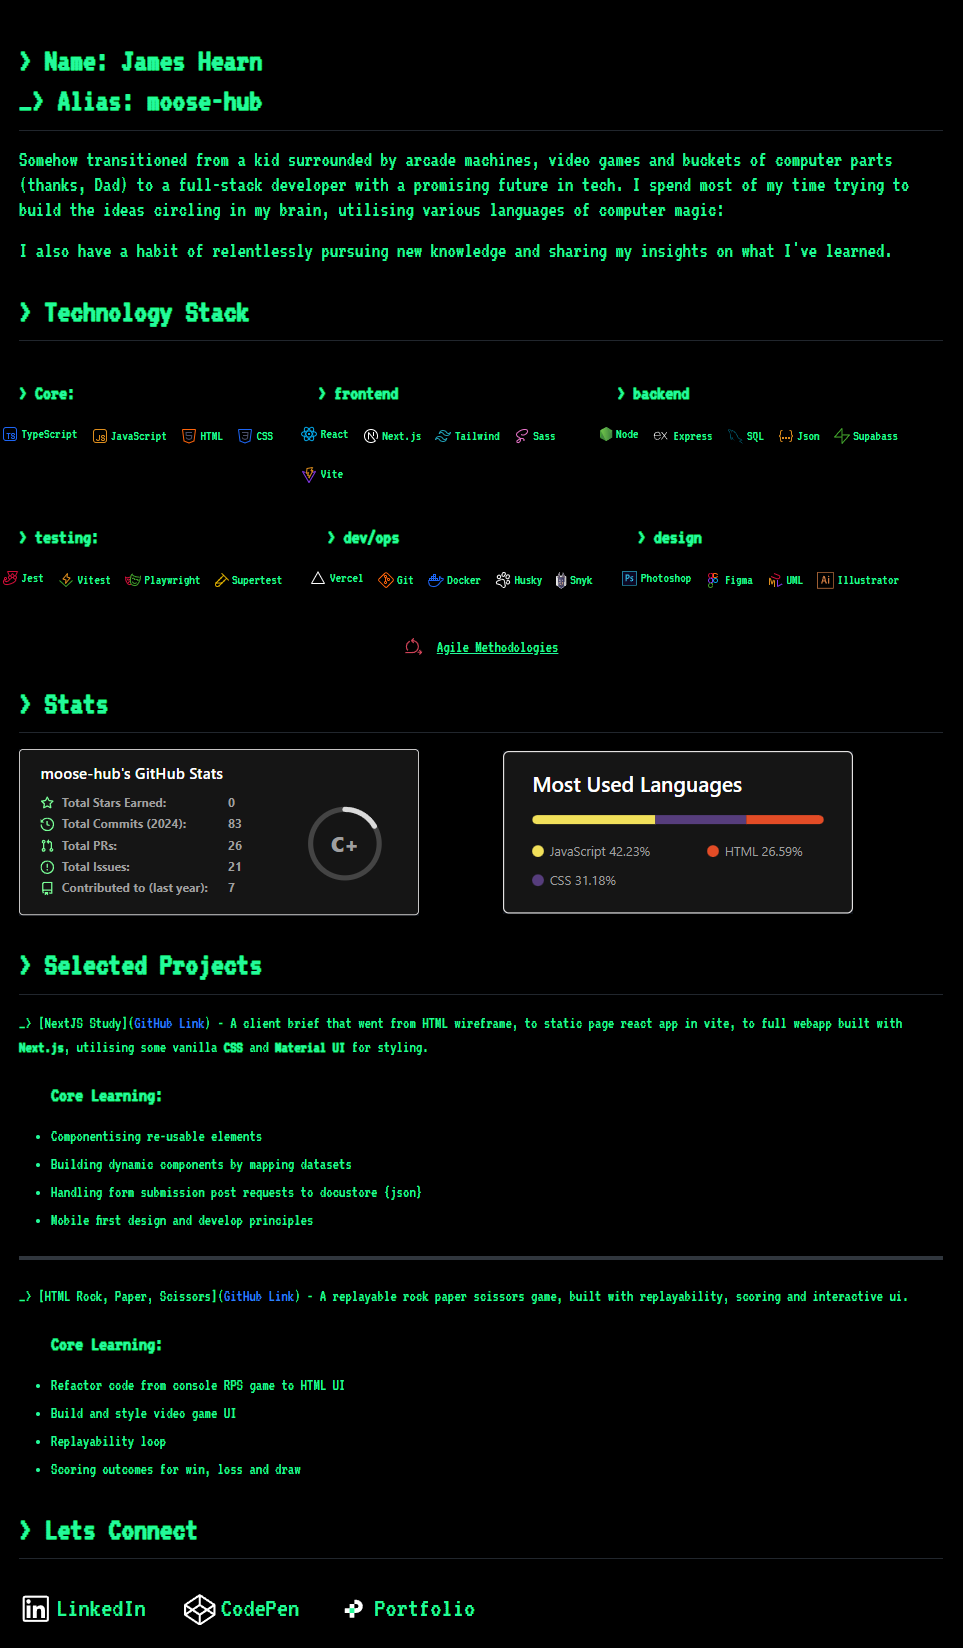 ❯ Name: James Hearn
_❯ Alias: moose-hub
Somehow transitioned from a kid surrounded by arcade machines, video games and buckets of computer parts
(thanks, Dad) to a full-stack developer with a promising future in tech. I spend most of my time trying to
build the ideas circling in my brain, utilising various languages of computer magic:
I also have a habit of relentlessly pursuing new knowledge and sharing my insights on what I've learned.
❯ Technology Stack
❯ Core: ❯ frontend ❯ backend
TS TypeScript JS JavaScript HTML CSS React Next.js Tailwind Sass Node ex Express SQL {...} Json Supabass
Vite
❯ testing: ❯ dev/ops ❯ design
Jest Vitest Playwright Supertest Vercel Git Docker Husky Snyk Ps Photoshop Figma UML Ai Illustrator
Agile Methodologies
❯ Stats
moose-hub's GitHub Stats
Total Stars Earned: 0
Total Commits (2024): 83
Total PRs: 26
Total Issues: 21
Contributed to (last year): 7
C+
Most Used Languages
JavaScript 42.23% HTML 26.59%
CSS 31.18%
❯ Selected Projects
_❯ [NextJS Study](GitHub Link) - A client brief that went from HTML wireframe, to static page react app in vite, to full webapp built with
Next.js, utilising some vanilla CSS and Material UI for styling.
Core Learning:
• Componentising re-usable elements
• Building dynamic components by mapping datasets
• Handling form submission post requests to docustore {json}
• Mobile first design and develop principles
_❯ [HTML Rock, Paper, Scissors](GitHub Link) - A replayable rock paper scissors game, built with replayability, scoring and interactive ui.
Core Learning:
• Refactor code from console RPS game to HTML UI
• Build and style video game UI
• Replayability loop
• Scoring outcomes for win, loss and draw
❯ Lets Connect
in LinkedIn CodePen Portfolio